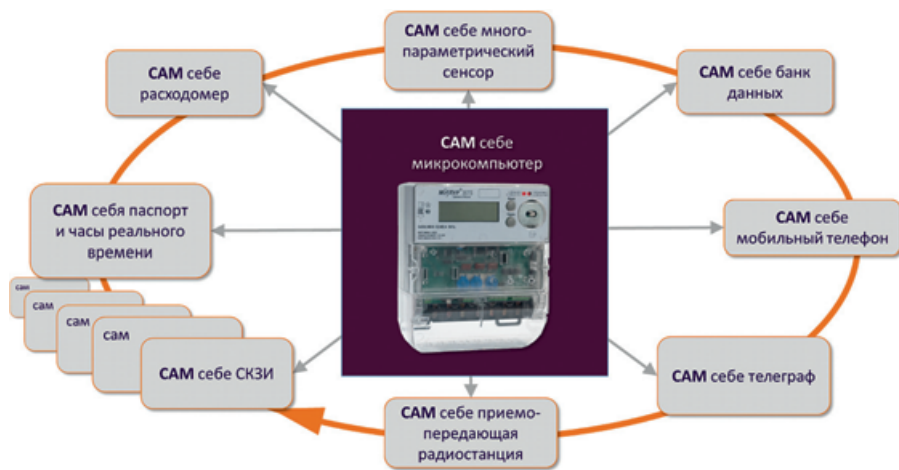 САМ себе много-
параметрический
сенсор
САМ себе
расходомер
САМ себе банк
данных
САМ себе
микрокомпьютер
САМ себя паспорт
и часы реального
времени
САМ себе
мобильный телефон
сам
сам
сам
сам
САМ себе СКЗИ
САМ себе телеграф
САМ себе приемо-
передающая
радиостанция